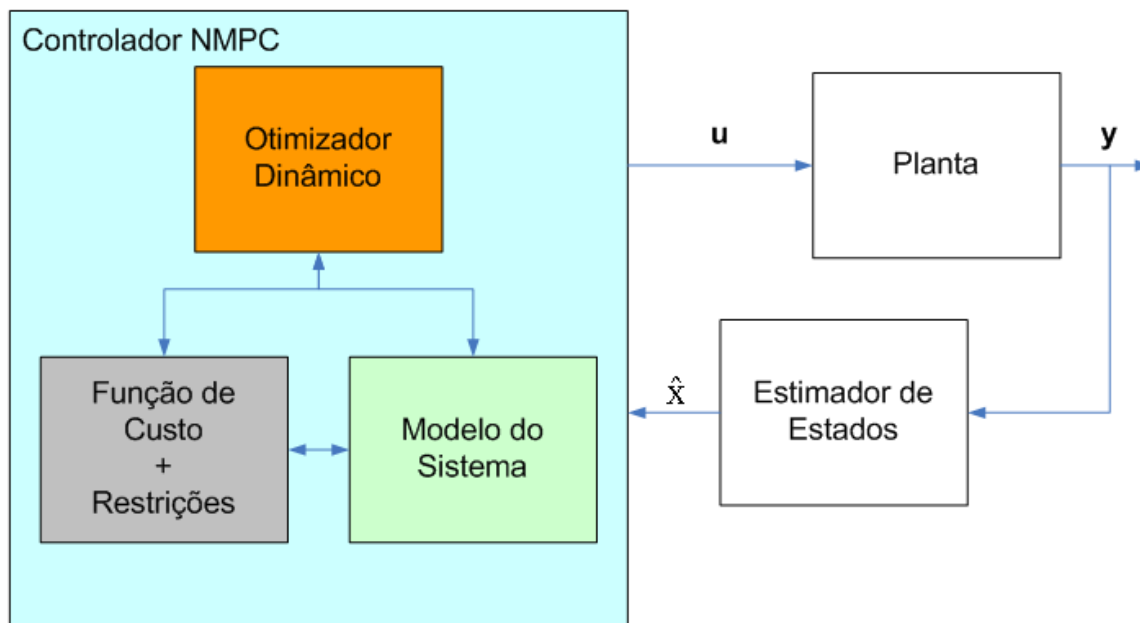 Controlador NMPC
Otimizador
Dinâmico
Função de
Custo
+
Restrições
Modelo do
Sistema
u
Planta
y
x̂
Estimador de
Estados